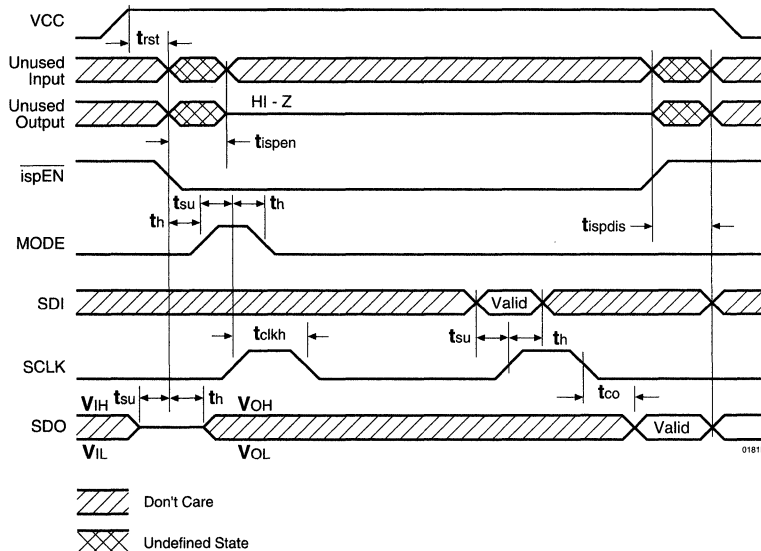 VCC
trst
Unused
Input
Unused
Output
HI - Z
tispen
ispEN
tsu
th
th
tispdis
MODE
SDI
Valid
tclkh
tsu
th
SCLK
tsu
th
tco
VIH
VOH
SDO
Valid
VIL
VOL
0181
Don't Care
Undefined State